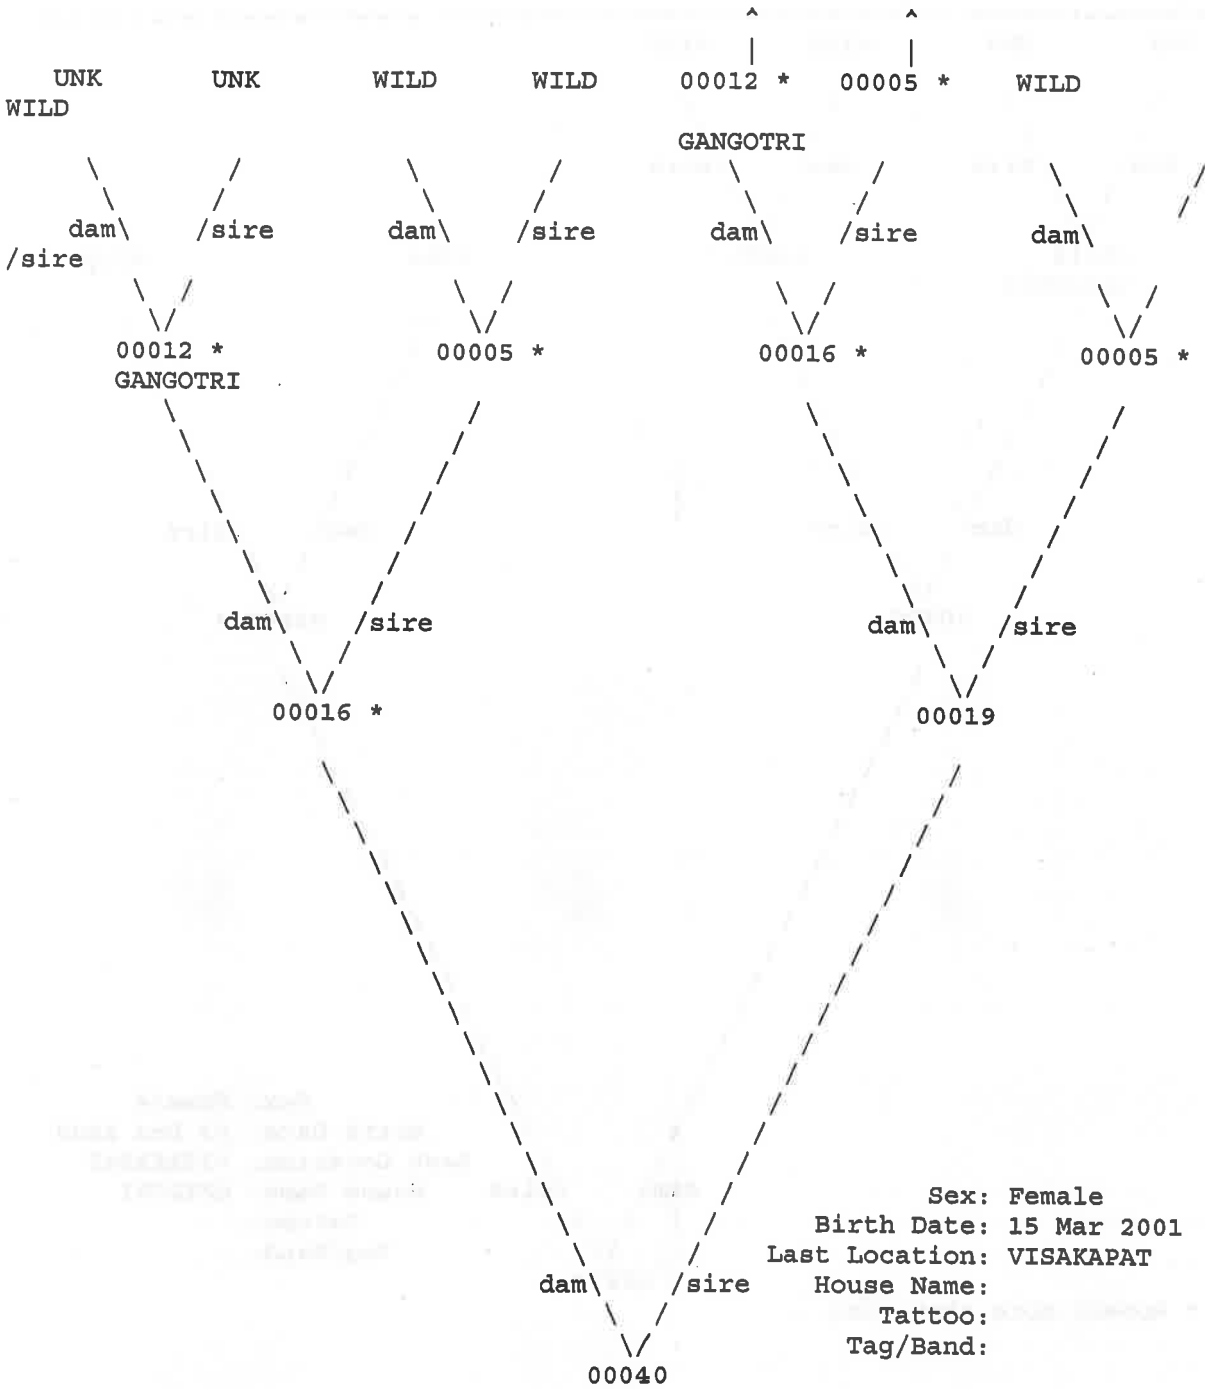 ^ ^
| |
UNK UNK WILD WILD 00012 * 00005 * WILD
WILD
GANGOTRI
\ / \ / \ / \ /
\ / \ / \ / \ /
dam\ /sire dam\ /sire dam\ /sire dam\
/sire
\ / \ / \ / \ /
\/ \/ \/ \/
00012 * 00005 * 00016 * 00005 *
GANGOTRI
dam\ /sire dam\ /sire
\/ \/
00016 * 00019
Sex: Female
Birth Date: 15 Mar 2001
Last Location: VISAKAPAT
dam\ /sire House Name:
Tattoo:
Tag/Band:
00040